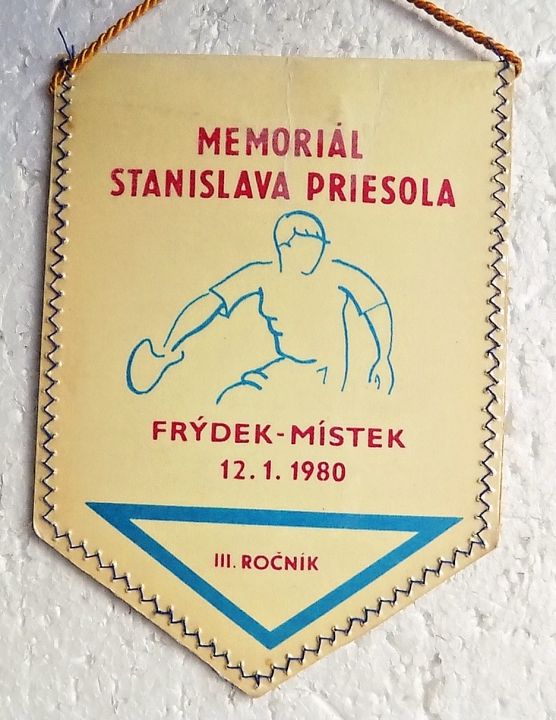 MEMORIÁL
STANISLAVA PRIESOLA
FRÝDEK-MÍSTEK
12. 1. 1980
III. ROČNÍK